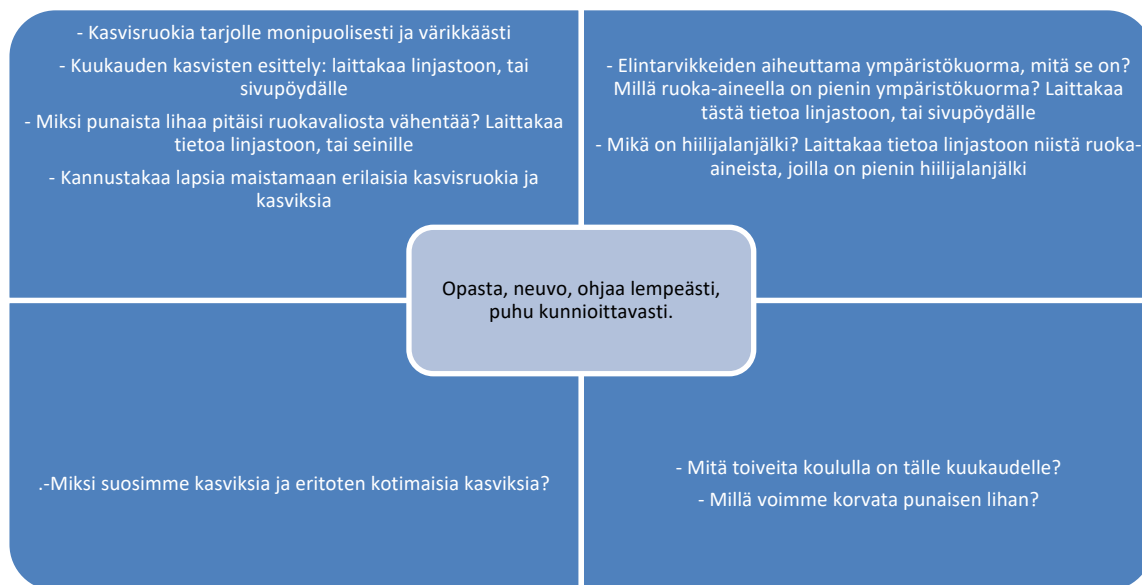 - Kasvisruokia tarjolle monipuolisesti ja värikkäästi
- Kuukauden kasvisten esittely: laittakaa linjastoon, tai
sivupöydälle
- Miksi punaista lihaa pitäisi ruokavaliosta vähentää? Laittakaa
tietoa linjastoon, tai seinille
- Kannustakaa lapsia maistamaan erilaisia kasvisruokia ja
kasviksia
- Elintarvikkeiden aiheuttama ympäristökuorma, mitä se on?
Millä ruoka-aineella on pienin ympäristökuorma? Laittakaa
tästä tietoa linjastoon, tai sivupöydälle
- Mikä on hiilijalanjälki? Laittakaa tietoa linjastoon niistä ruoka-
aineista, joilla on pienin hiilijalanjälki
Opasta, neuvo, ohjaa lempeästi,
puhu kunnioittavasti.
.-Miksi suosimme kasviksia ja eritoten kotimaisia kasviksia?
- Mitä toiveita koululla on tälle kuukaudelle?
- Millä voimme korvata punaisen lihan?